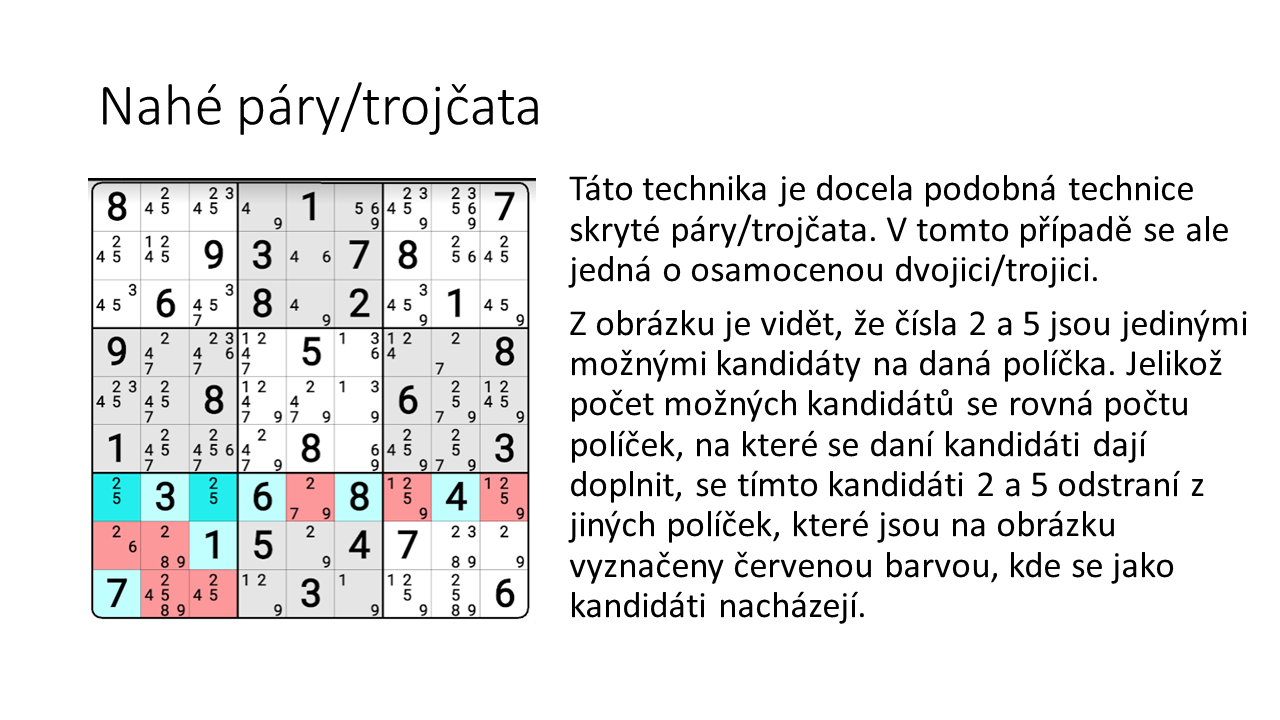 Nahé páry/trojčata
8 2 4 5 2 3 4 5 4 9 1 5 6 9 2 3 4 5 9 2 3 5 6 9 7
2 4 5 1 2 4 5 9 3 4 6 7 8 2 5 6 2 4 5
3 4 5 6 3 4 5 7 8 4 9 2 3 4 5 9 1 4 5 9
9 2 4 7 2 3 4 6 7 1 2 4 7 5 1 3 6 1 2 4 2 7 8
2 3 4 5 2 4 5 7 8 1 2 4 7 9 2 4 7 9 1 3 9 6 2 5 7 9 1 2 4 5 9
1 2 4 5 7 2 4 5 6 7 2 4 7 9 8 6 9 2 4 5 9 2 5 7 9 3
2 5 3 2 5 6 2 7 9 8 1 2 5 9 4 1 2 5 9
2 6 2 8 9 1 5 2 9 4 7 2 3 8 9 2 9
7 2 4 5 8 9 2 4 5 1 2 9 3 1 9 1 2 5 9 2 5 8 9 6
Táto technika je docela podobná technice
skryté páry/trojčata. V tomto případě se ale
jedná o osamocenou dvojici/trojici.
Z obrázku je vidět, že čísla 2 a 5 jsou jedinými
možnými kandidáty na daná políčka. Jelikož
počet možných kandidátů se rovná počtu
políček, na které se daní kandidáti dají
doplnit, se tímto kandidáti 2 a 5 odstraní z
jiných políček, které jsou na obrázku
vyznačeny červenou barvou, kde se jako
kandidáti nacházejí.